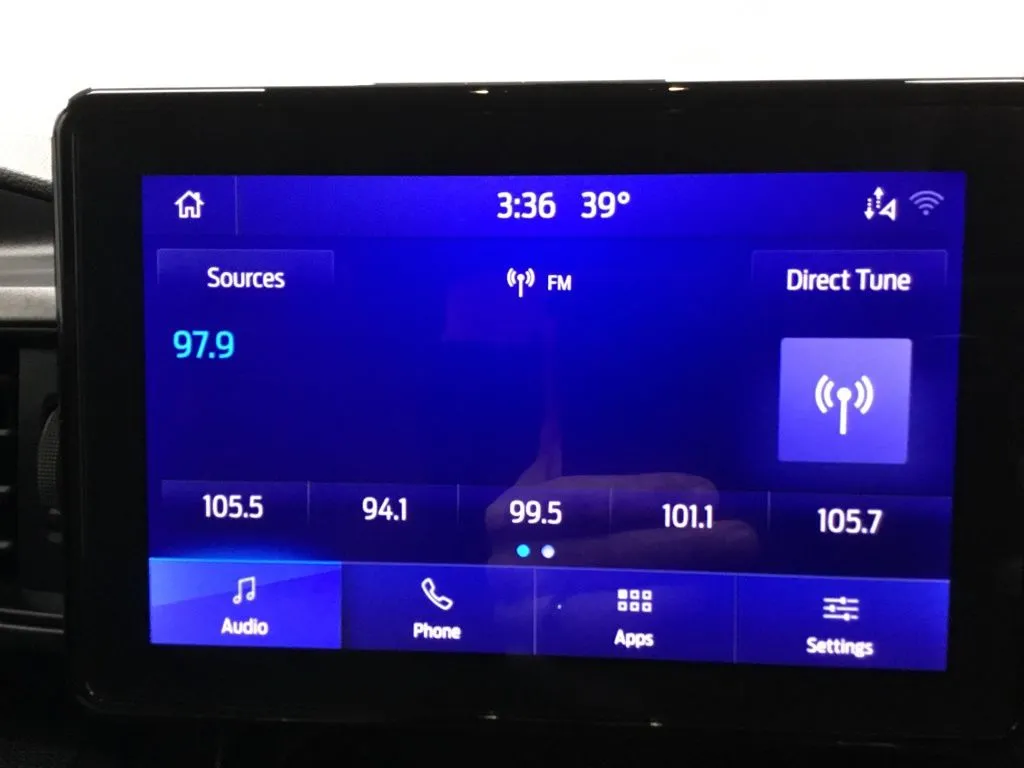 3:36 39°
Sources FM Direct Tune
97.9
105.5 94.1 99.5 101.1 105.7
Audio Phone Apps Settings